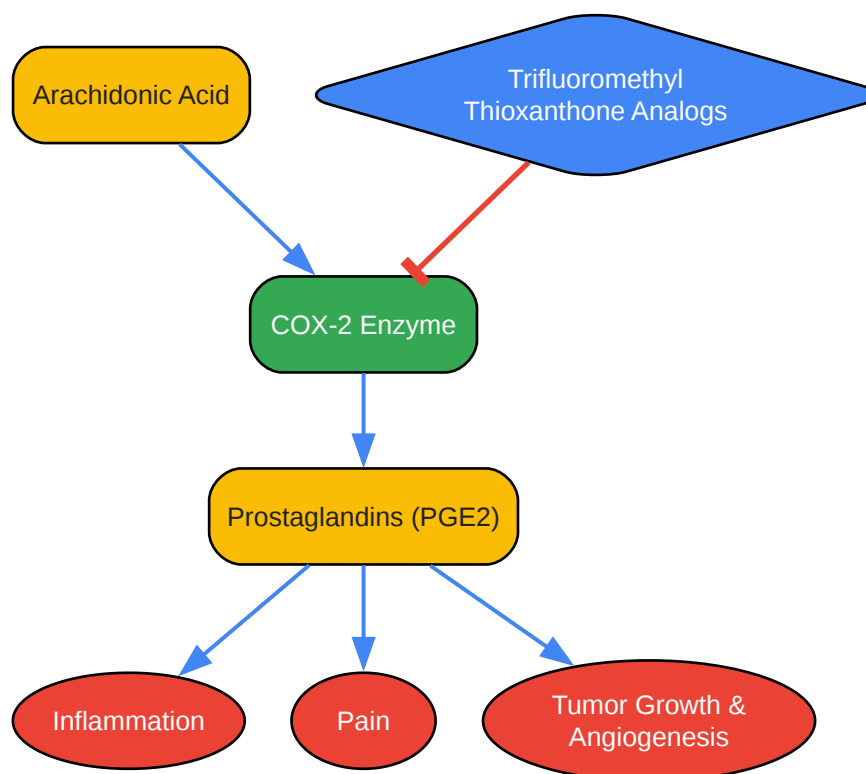 Arachidonic Acid
Trifluoromethyl
Thioxanthone Analogs
COX-2 Enzyme
Prostaglandins (PGE2)
Inflammation
Pain
Tumor Growth &
Angiogenesis